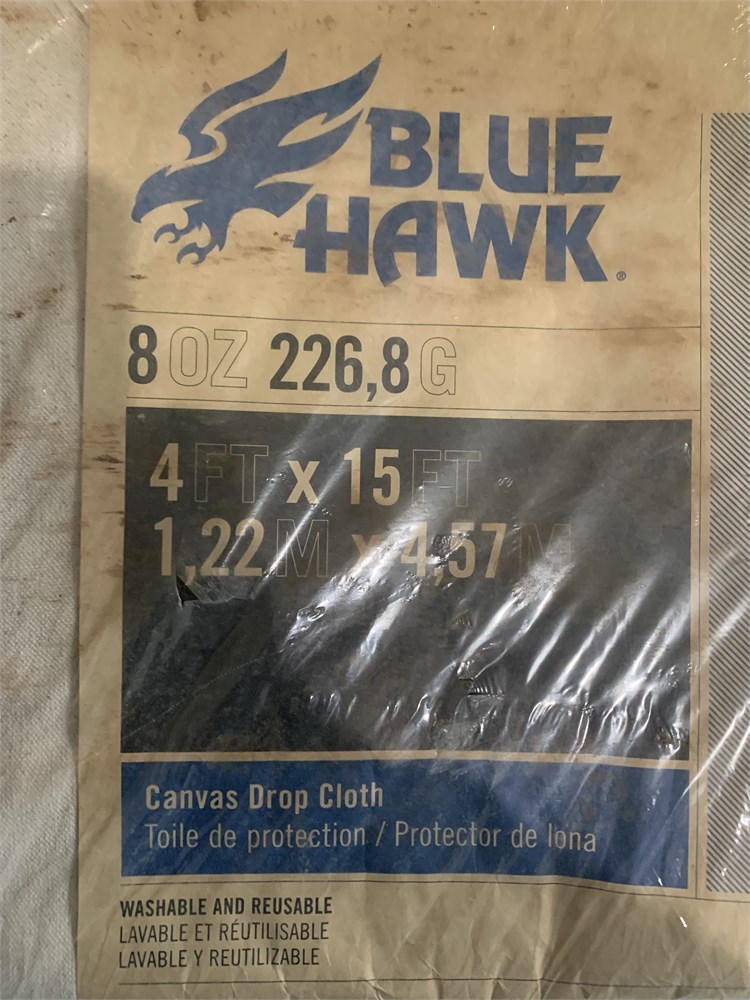 BLUE
HAWK®
8 OZ 226,8 G
4 FT x 15 FT
1,22 M x 4,57 M
Canvas Drop Cloth
Toile de protection / Protector de lona
WASHABLE AND REUSABLE
LAVABLE ET RÉUTILISABLE
LAVABLE Y REUTILIZABLE